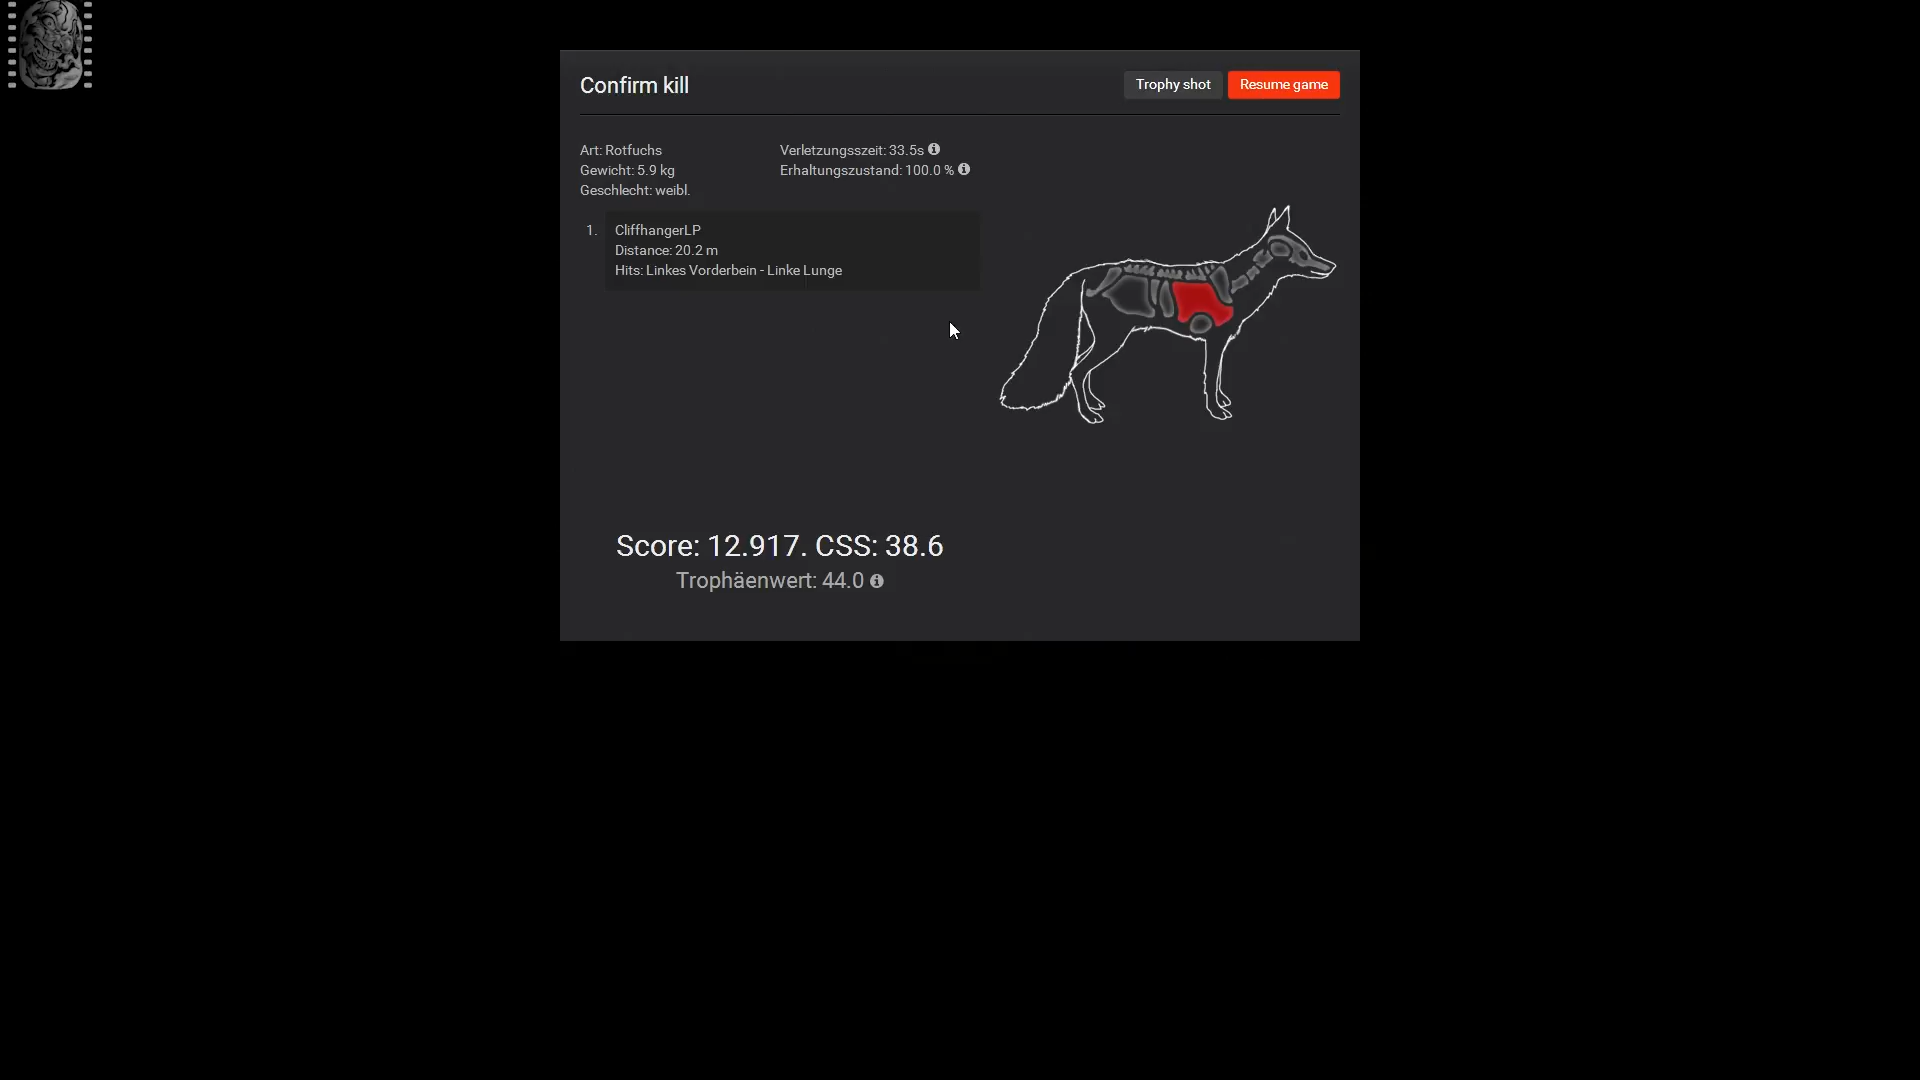 Confirm kill
Trophy shot
Resume game
Art: Rotfuchs
Gewicht: 5.9 kg
Geschlecht: weibl.
Verletzungsszeit: 33.5s
Erhaltungszustand: 100.0 %
1.
CliffhangerLP
Distance: 20.2 m
Hits: Linkes Vorderbein - Linke Lunge
Score: 12.917. CSS: 38.6
Trophäenwert: 44.0